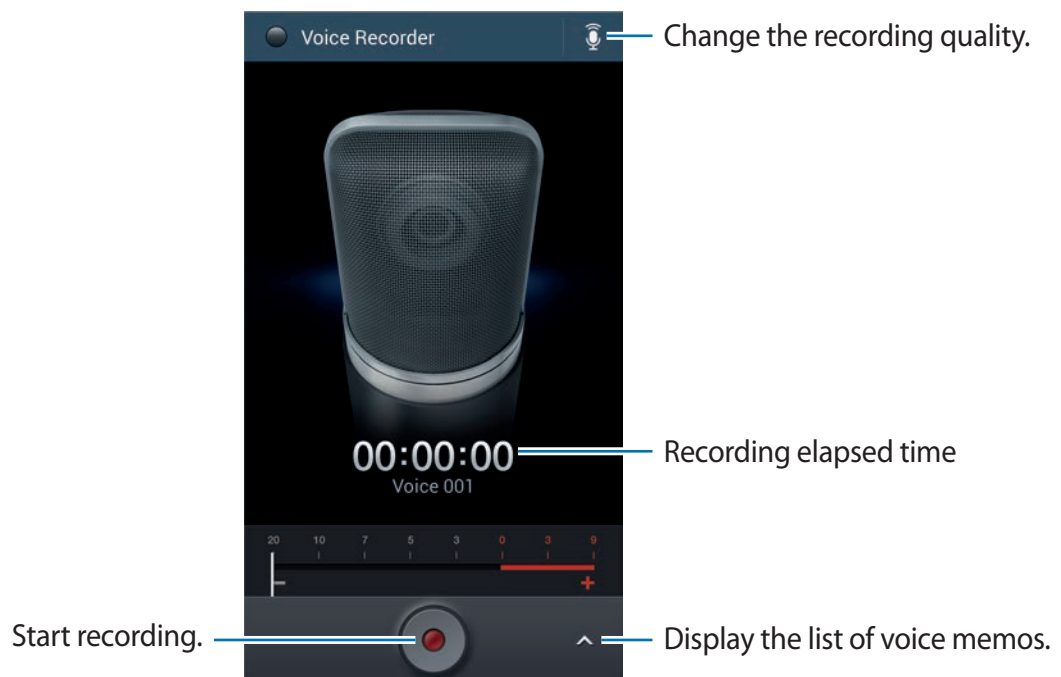 Voice Recorder
Change the recording quality.
00:00:00
Recording elapsed time
Voice 001
20 10 7 5 3 0 3 9
- +
Start recording.
Display the list of voice memos.